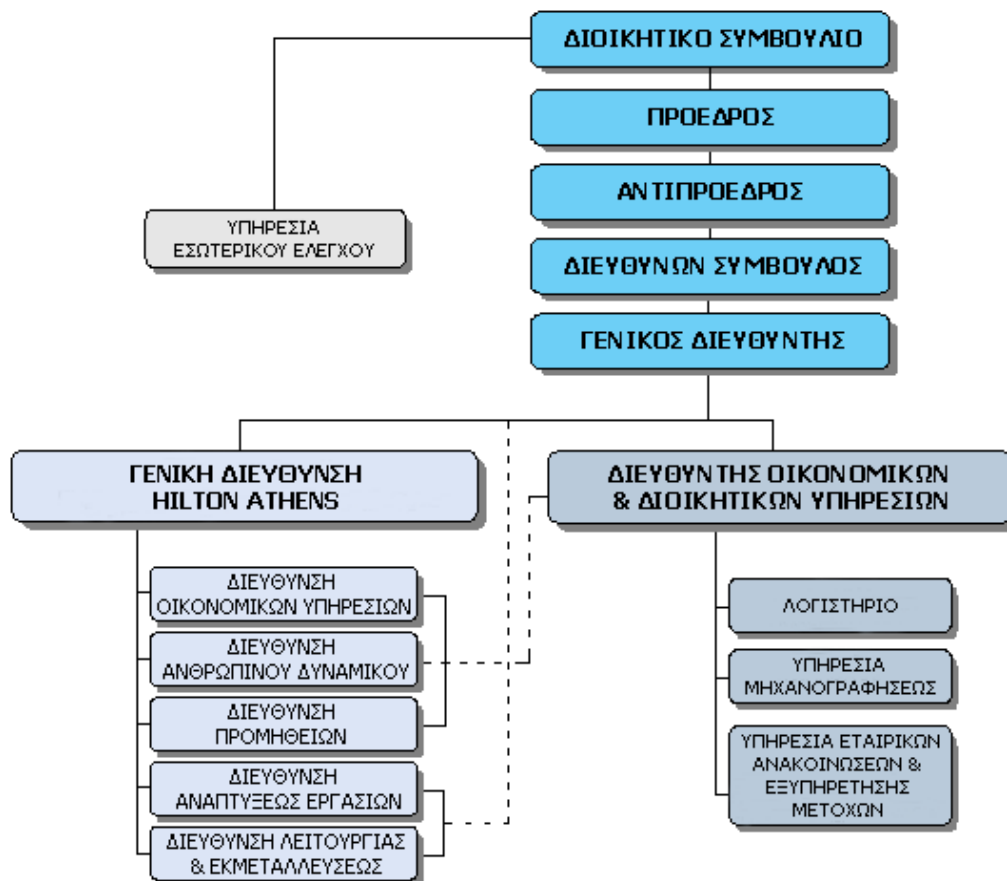 ΔΙΟΙΚΗΤΙΚΟ ΣΥΜΒΟΥΛΙΟ
ΠΡΟΕΔΡΟΣ
ΑΝΤΙΠΡΟΕΔΡΟΣ
ΥΠΗΡΕΣΙΑ
ΕΣΩΤΕΡΙΚΟΥ ΕΛΕΓΧΟΥ
ΔΙΕΥΘΥΝΩΝ ΣΥΜΒΟΥΛΟΣ
ΓΕΝΙΚΟΣ ΔΙΕΥΘΥΝΤΗΣ
ΓΕΝΙΚΗ ΔΙΕΥΘΥΝΣΗ
HILTON ATHENS
ΔΙΕΥΘΥΝΤΗΣ ΟΙΚΟΝΟΜΙΚΩΝ
& ΔΙΟΙΚΗΤΙΚΩΝ ΥΠΗΡΕΣΙΩΝ
ΔΙΕΥΘΥΝΣΗ
ΟΙΚΟΝΟΜΙΚΩΝ ΥΠΗΡΕΣΙΩΝ
ΔΙΕΥΘΥΝΣΗ
ΑΝΘΡΩΠΙΝΟΥ ΔΥΝΑΜΙΚΟΥ
ΔΙΕΥΘΥΝΣΗ
ΠΡΟΜΗΘΕΙΩΝ
ΔΙΕΥΘΥΝΣΗ
ΑΝΑΠΤΥΞΕΩΣ ΕΡΓΑΣΙΩΝ
ΔΙΕΥΘΥΝΣΗ ΛΕΙΤΟΥΡΓΙΑΣ
& ΕΚΜΕΤΑΛΛΕΥΣΕΩΣ
ΛΟΓΙΣΤΗΡΙΟ
ΥΠΗΡΕΣΙΑ
ΜΗΧΑΝΟΓΡΑΦΗΣΕΩΣ
ΥΠΗΡΕΣΙΑ ΕΤΑΙΡΙΚΩΝ
ΑΝΑΚΟΙΝΩΣΕΩΝ &
ΕΞΥΠΗΡΕΤΗΣΗΣ
ΜΕΤΟΧΩΝ